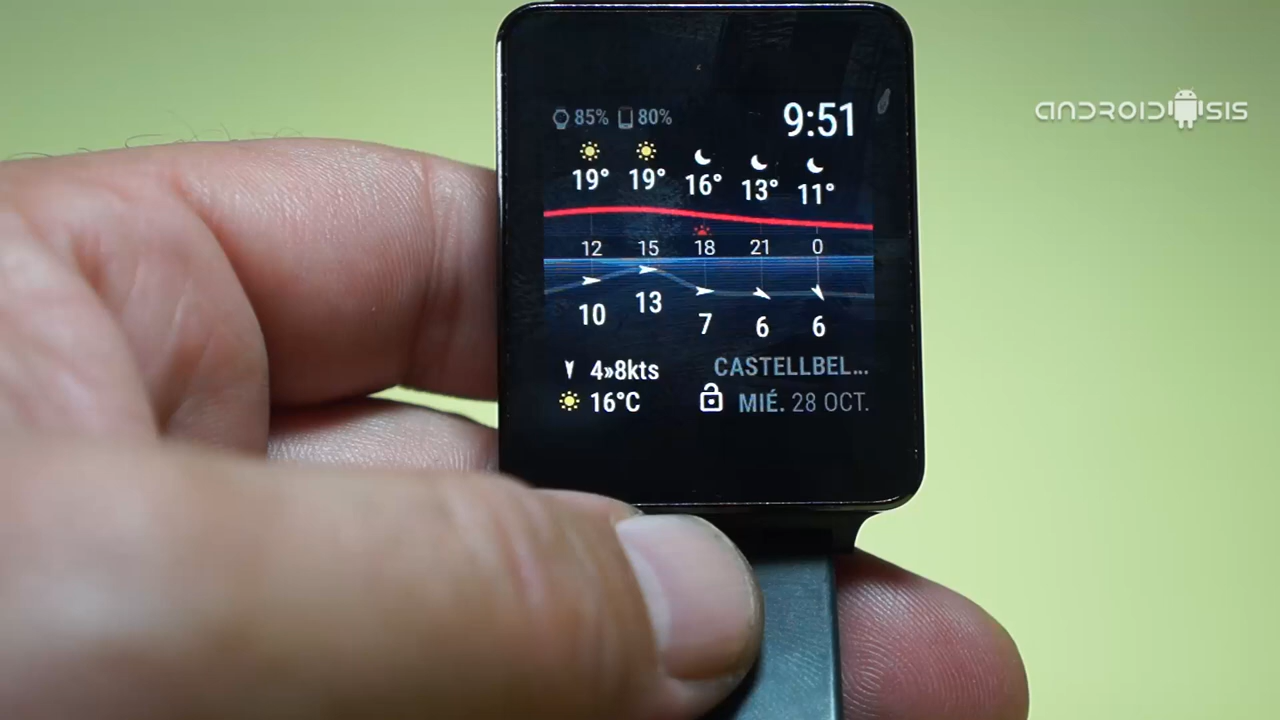 85% 80% 9:51
ANDROIDSIS
19° 19° 16° 13° 11°
12 15 18 21 0
10 13 7 6 6
4»8kts CASTELLBEL...
16°C MIÉ. 28 OCT.